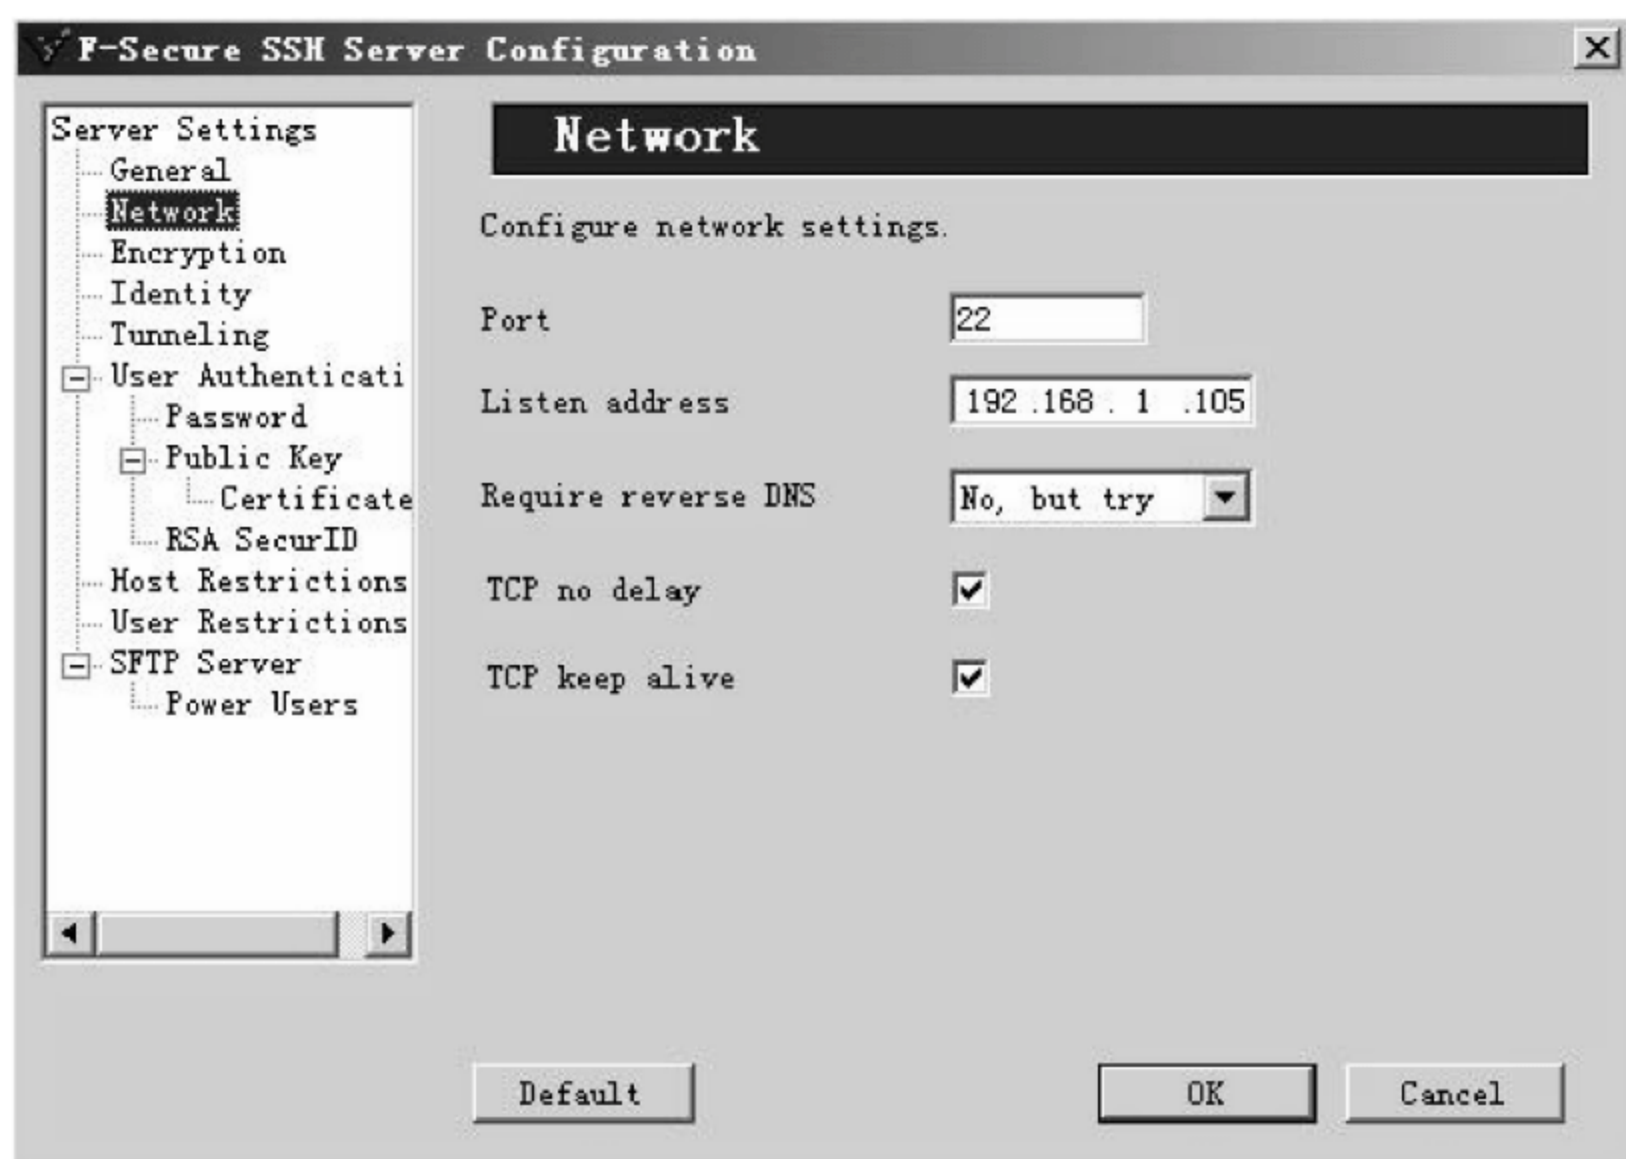 F-Secure SSH Server Configuration
Server Settings
General
Network
Encryption
Identity
Tunneling
User Authenticati
Password
Public Key
Certificate
RSA SecurID
Host Restrictions
User Restrictions
SFTP Server
Power Users
Network
Configure network settings.
Port 22
Listen address 192 .168 . 1 .105
Require reverse DNS No, but try
TCP no delay
TCP keep alive
Default OK Cancel